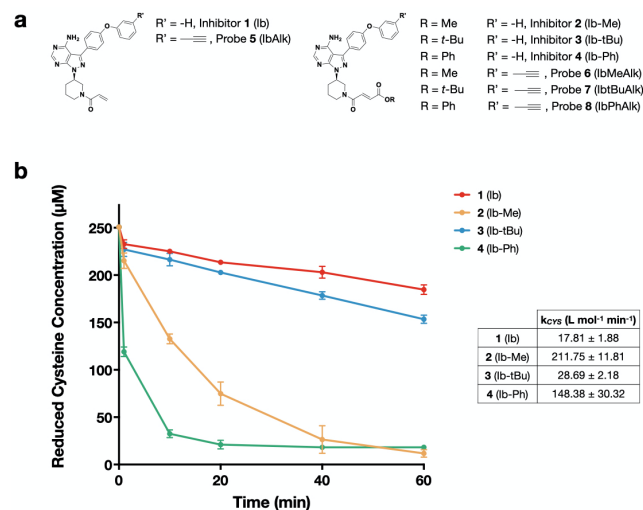 a
R' = -H, Inhibitor 1 (Ib)
R' = , Probe 5 (IbAlk)
R'
NH₂
O
N
N
N
N
N
O
R'
NH₂
O
N
N
N
N
N
O
O
CO₂R
R = Me R' = -H, Inhibitor 2 (Ib-Me)
R = t-Bu R' = -H, Inhibitor 3 (Ib-tBu)
R = Ph R' = -H, Inhibitor 4 (Ib-Ph)
R = Me R' = , Probe 6 (IbMeAlk)
R = t-Bu R' = , Probe 7 (IbtBuAlk)
R = Ph R' = , Probe 8 (IbPhAlk)
b
Reduced Cysteine Concentration (µM)
250
200
150
100
50
0
0 20 40 60
Time (min)
1 (Ib)
2 (Ib-Me)
3 (Ib-tBu)
4 (Ib-Ph)
kCYS (L mol-1 min-1)
1 (Ib) 17.81 ± 1.88
2 (Ib-Me) 211.75 ± 11.81
3 (Ib-tBu) 28.69 ± 2.18
4 (Ib-Ph) 148.38 ± 30.32